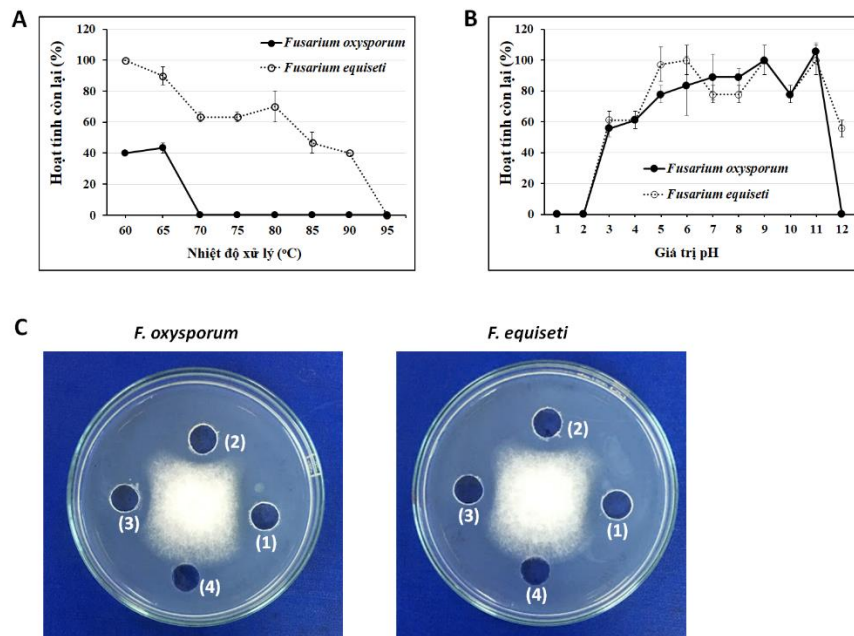 A
120
100
80
60
40
20
0
Hoạt tính còn lại (%)
Fusarium oxysporum
Fusarium equiseti
60 65 70 75 80 85 90 95
Nhiệt độ xử lý (°C)
B
120
100
80
60
40
20
0
Hoạt tính còn lại (%)
Fusarium oxysporum
Fusarium equiseti
1 2 3 4 5 6 7 8 9 10 11 12
Giá trị pH
C
F. oxysporum
(2)
(3)
(1)
(4)
F. equiseti
(2)
(3)
(1)
(4)